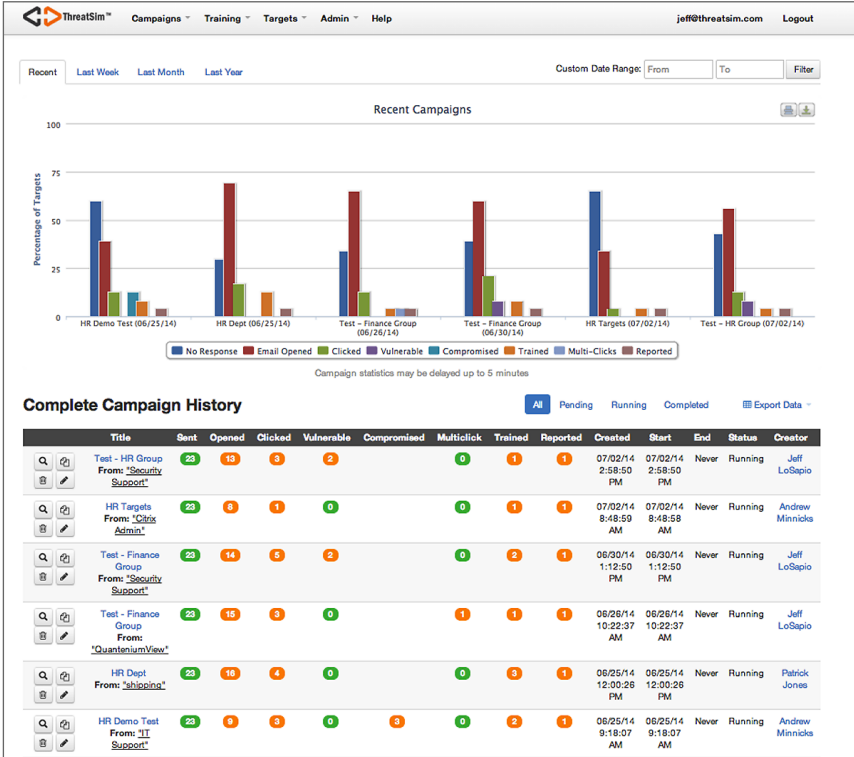 ThreatSim™ Campaigns Training Targets Admin Help jeff@threatsim.com Logout
Recent Last Week Last Month Last Year Custom Date Range: From To Filter
Recent Campaigns
100
75
50
25
0
Percentage of Targets
HR Demo Test (06/25/14) HR Dept (06/25/14) Test – Finance Group HR Targets (07/02/14) Test – HR Group (07/02/14)
(06/26/14)
Test – Finance Group
(06/30/14)
No Response Email Opened Clicked Vulnerable Compromised Trained Multi-Clicks Reported
Campaign statistics may be delayed up to 5 minutes
Complete Campaign History All Pending Running Completed Export Data
Title Sent Opened Clicked Vulnerable Compromised Multiclick Trained Reported Created Start End Status Creator
Test - HR Group 23 13 3 2 0 1 1 07/02/14 07/02/14 Never Running Jeff
From: "Security 2:58:50 2:58:50 LoSapio
Support" PM PM
HR Targets 23 8 1 0 0 1 1 07/02/14 07/02/14 Never Running Andrew
From: "Citrix 8:48:59 8:48:58 Minnicks
Admin" AM AM
Test - Finance 23 14 5 2 0 2 1 06/30/14 06/30/14 Never Running Jeff
Group 1:12:50 1:12:50 LoSapio
From: "Security PM PM
Support"
Test - Finance 23 15 3 0 1 1 1 06/26/14 06/26/14 Never Running Jeff
Group 10:22:37 10:22:37 LoSapio
From: AM AM
"QuanteniumView"
HR Dept 23 16 4 0 0 3 1 06/25/14 06/25/14 Never Running Patrick
From: "shipping" 12:00:26 12:00:26 Jones
PM PM
HR Demo Test 23 9 3 0 3 0 2 1 06/25/14 06/25/14 Never Running Andrew
From: "IT 9:18:07 9:18:07 Minnicks
Support" AM AM